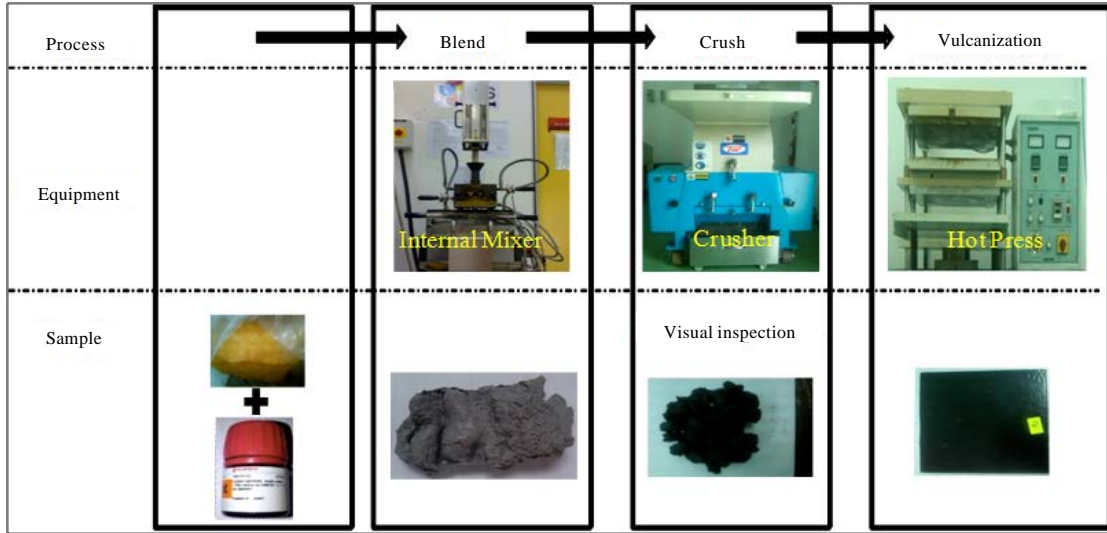 Process
Blend
Crush
Vulcanization
Equipment
Internal Mixer
Crusher
Hot Press
Sample
Visual inspection